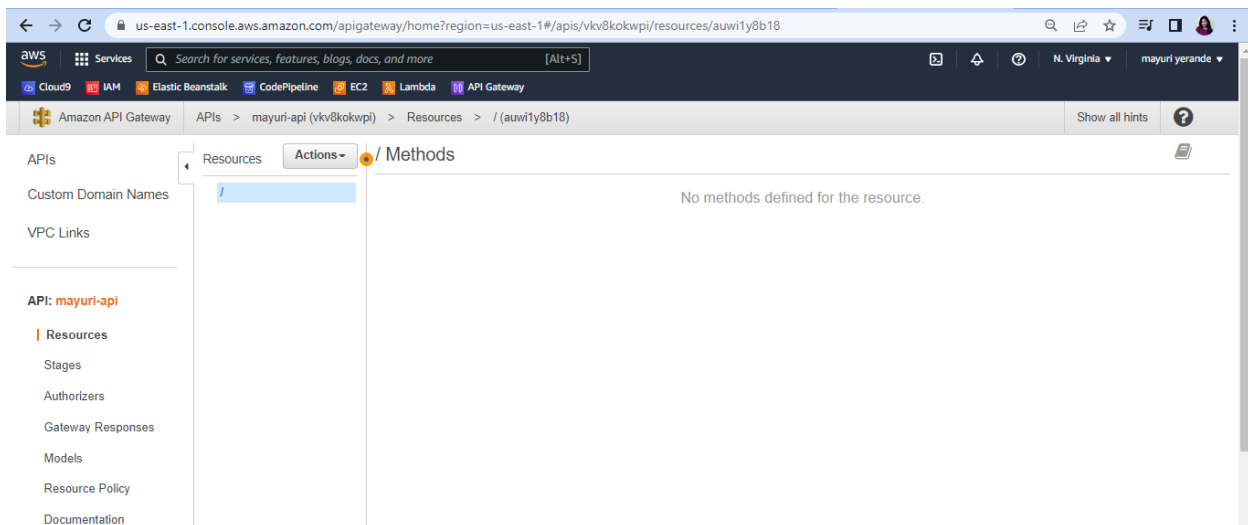 us-east-1.console.aws.amazon.com/apigateway/home?region=us-east-1#/apis/vkv8kokwpi/resources/auwi1y8b18
aws Services Search for services, features, blogs, docs, and more [Alt+S] N. Virginia mayuri yerande
Cloud9 IAM Elastic Beanstalk CodePipeline EC2 Lambda API Gateway
Amazon API Gateway APIs > mayuri-api (vkv8kokwpi) > Resources > / (auwi1y8b18) Show all hints
APIs
Custom Domain Names
VPC Links
API: mayuri-api
Resources
Stages
Authorizers
Gateway Responses
Models
Resource Policy
Documentation
Resources Actions
/
/ Methods
No methods defined for the resource.